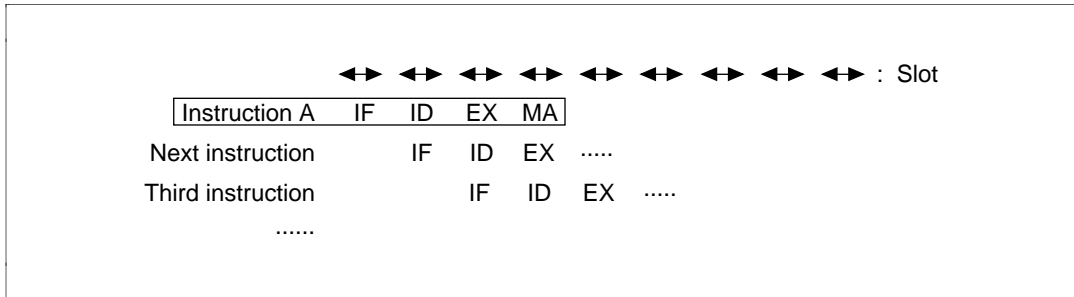 : Slot
Instruction A IF ID EX MA
Next instruction IF ID EX .....
Third instruction IF ID EX .....
......